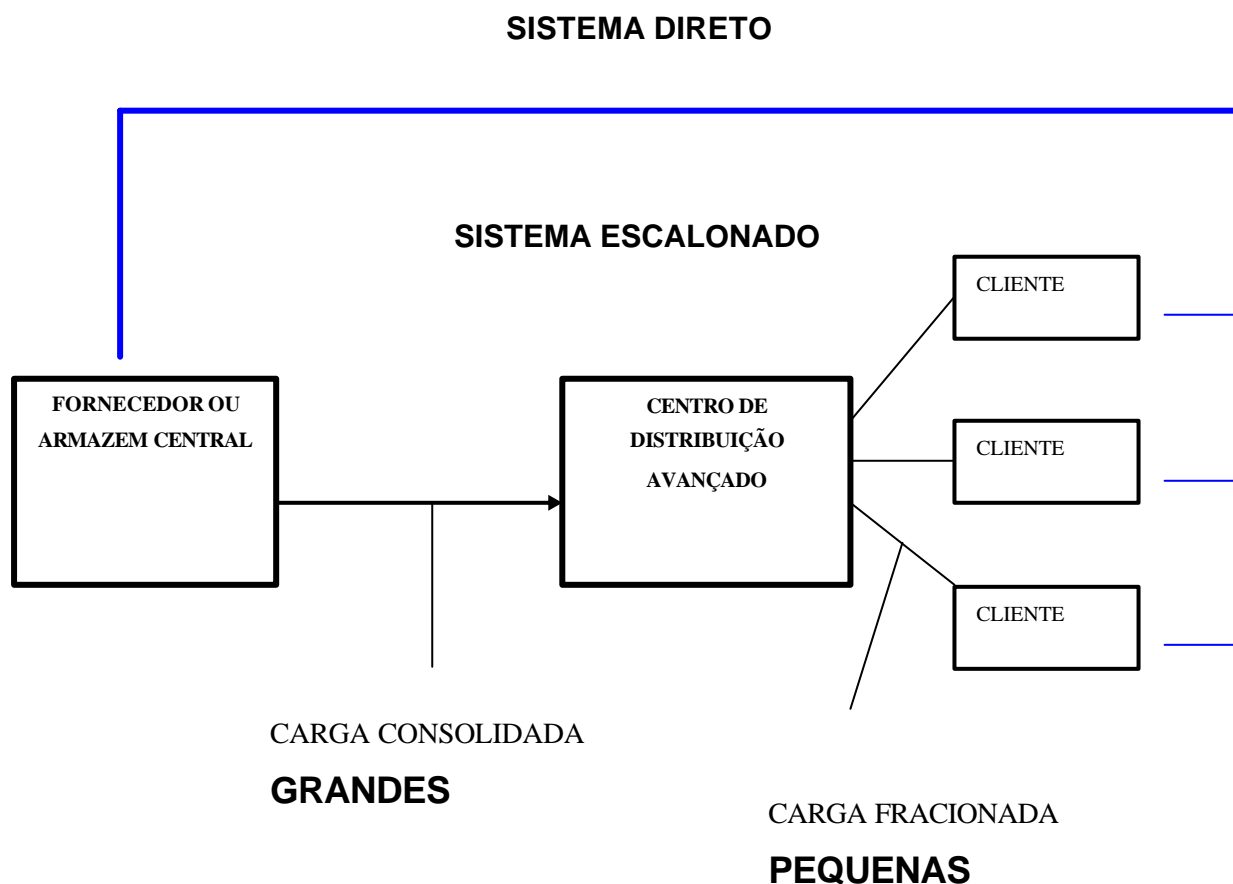 SISTEMA DIRETO
SISTEMA ESCALONADO
CLIENTE
FORNECEDOR OU
ARMAZEM CENTRAL
CENTRO DE
DISTRIBUIÇÃO
AVANÇADO
CLIENTE
CLIENTE
CARGA CONSOLIDADA
GRANDES
CARGA FRACIONADA
PEQUENAS